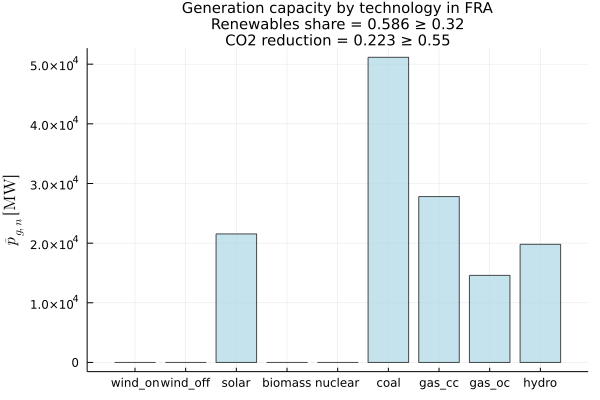 Generation capacity by technology in FRA
Renewables share = 0.586 ≥ 0.32
CO2 reduction = 0.223 ≥ 0.55
5.0×10⁴
4.0×10⁴
3.0×10⁴
2.0×10⁴
1.0×10⁴
0
p̄_{g,n} [MW]
wind_on wind_off solar biomass nuclear coal gas_cc gas_oc hydro